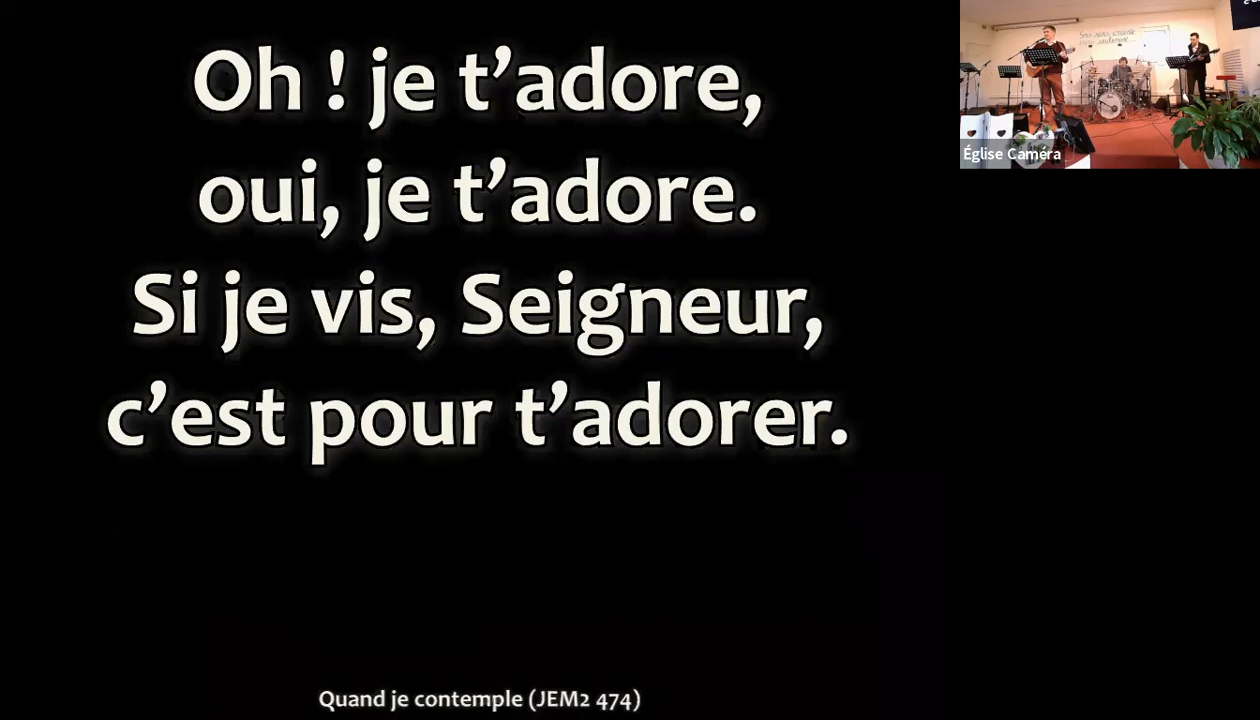 Oh ! je t’adore,
oui, je t’adore.
Si je vis, Seigneur,
c’est pour t’adorer.
Quand je contemple (JEM2 474)
Église Caméra